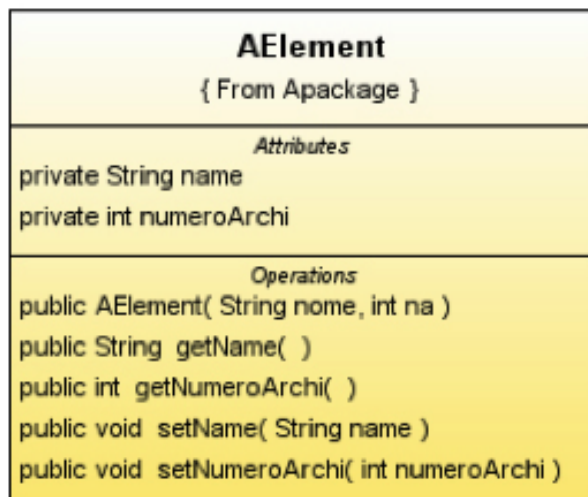 AElement
{ From Apackage }
Attributes
private String name
private int numeroArchi
Operations
public AElement( String nome, int na )
public String getName( )
public int getNumeroArchi( )
public void setName( String name )
public void setNumeroArchi( int numeroArchi )